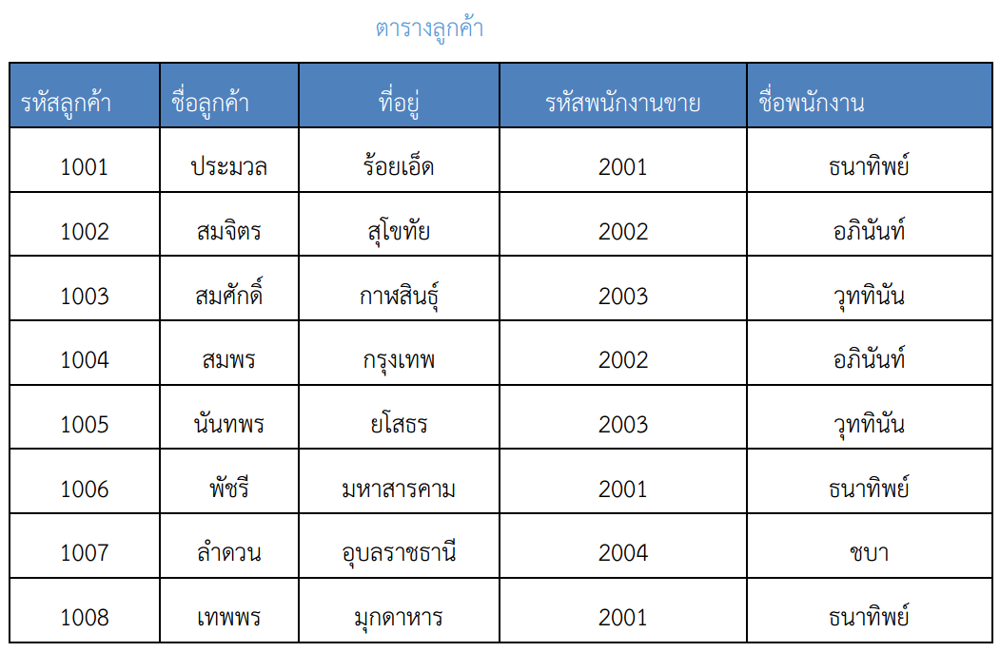 ตารางลูกค้า
รหัสลูกค้า ชื่อลูกค้า ที่อยู่ รหัสพนักงานขาย ชื่อพนักงาน
1001 ประมวล ร้อยเอ็ด 2001 ธนาทิพย์
1002 สมจิตร สุโขทัย 2002 อภินันท์
1003 สมศักดิ์ กาฬสินธุ์ 2003 วุททินัน
1004 สมพร กรุงเทพ 2002 อภินันท์
1005 นันทพร ยโสธร 2003 วุททินัน
1006 พัชรี มหาสารคาม 2001 ธนาทิพย์
1007 ลำดวน อุบลราชธานี 2004 ชบา
1008 เทพพร มุกดาหาร 2001 ธนาทิพย์